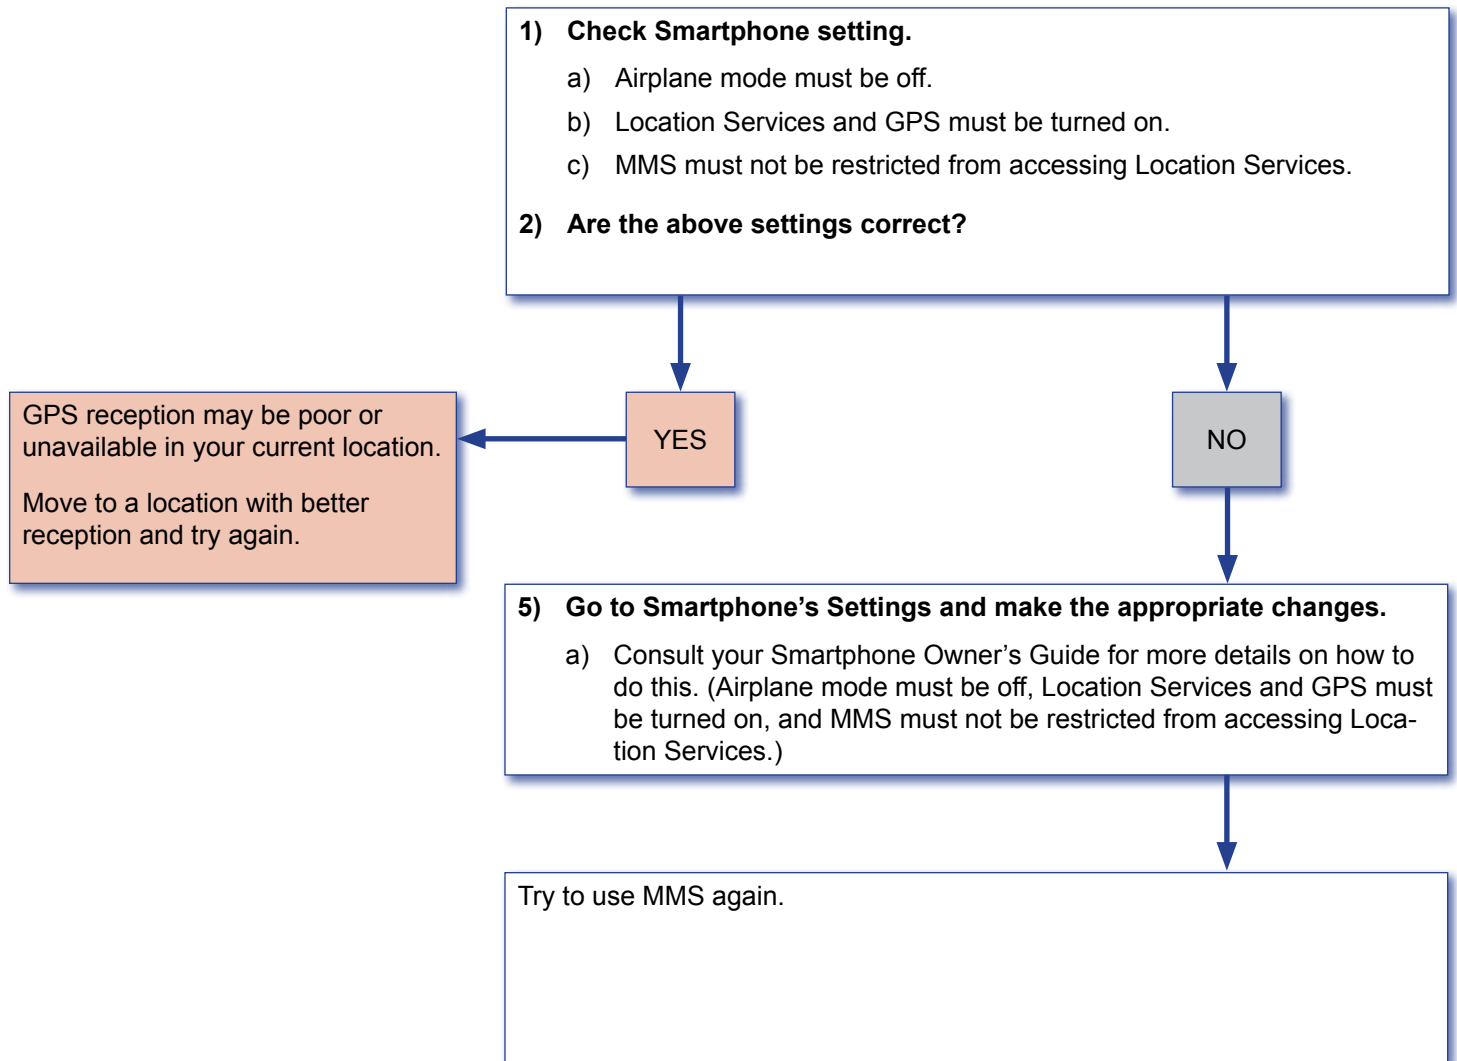 1) Check Smartphone setting.
a) Airplane mode must be off.
b) Location Services and GPS must be turned on.
c) MMS must not be restricted from accessing Location Services.
2) Are the above settings correct?
YES
NO
GPS reception may be poor or
unavailable in your current location.
Move to a location with better
reception and try again.
5) Go to Smartphone’s Settings and make the appropriate changes.
a) Consult your Smartphone Owner’s Guide for more details on how to
do this. (Airplane mode must be off, Location Services and GPS must
be turned on, and MMS must not be restricted from accessing Loca-
tion Services.)
Try to use MMS again.